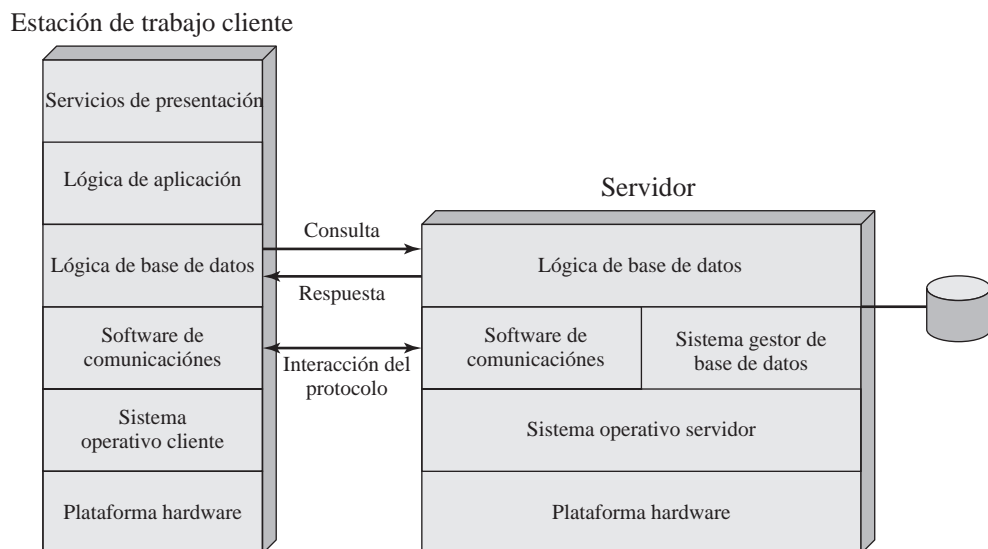 Estación de trabajo cliente
Servicios de presentación
Lógica de aplicación
Lógica de base de datos
Software de
comunicaciónes
Sistema
operativo cliente
Plataforma hardware
Consulta
Respuesta
Interacción del
protocolo
Servidor
Lógica de base de datos
Software de
comunicaciónes
Sistema gestor de
base de datos
Sistema operativo servidor
Plataforma hardware